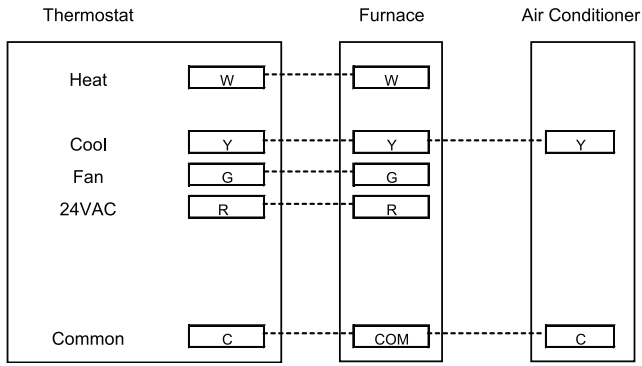 Thermostat Furnace Air Conditioner
Heat W W
Cool Y Y Y
Fan G G
24VAC R R
Common C COM C